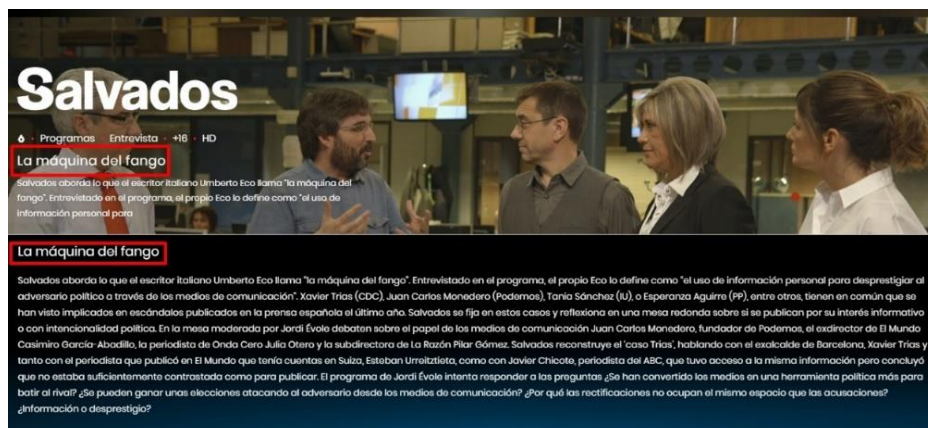 Salvados
6 · Programas · Entrevista · +16 · HD
La máquina del fango
Salvados aborda lo que el escritor italiano Umberto Eco llama "la máquina del
fango". Entrevistado en el programa, el propio Eco lo define como "el uso de
información personal para
La máquina del fango
Salvados aborda lo que el escritor italiano Umberto Eco llama "la máquina del fango". Entrevistado en el programa, el propio Eco lo define como "el uso de información personal para desprestigiar al
adversario político a través de los medios de comunicación". Xavier Trias (CDC), Juan Carlos Monedero (Podemos), Tania Sánchez (IU), o Esperanza Aguirre (PP), entre otros, tienen en común que se
han visto implicados en escándalos publicados en la prensa española el último año. Salvados se fija en estos casos y reflexiona en una mesa redonda sobre si se publican por su interés informativo
o con intencionalidad política. En la mesa moderada por Jordi Évole debaten sobre el papel de los medios de comunicación Juan Carlos Monedero, fundador de Podemos, el exdirector de El Mundo
Casimiro García-Abadillo, la periodista de Onda Cero Julia Otero y la subdirectora de La Razón Pilar Gómez. Salvados reconstruye el 'caso Trias', hablando con el exalcalde de Barcelona, Xavier Trias y
tanto con el periodista que publicó en El Mundo que tenía cuentas en Suiza, Esteban Urreiztieta, como con Javier Chicote, periodista del ABC, que tuvo acceso a la misma información pero concluyó
que no estaba suficientemente contrastada como para publicar. El programa de Jordi Évole intenta responder a las preguntas ¿Se han convertido los medios en una herramienta política más para
batir al rival? ¿Se pueden ganar unas elecciones atacando al adversario desde los medios de comunicación? ¿Por qué las rectificaciones no ocupan el mismo espacio que las acusaciones?
¿Información o desprestigio?